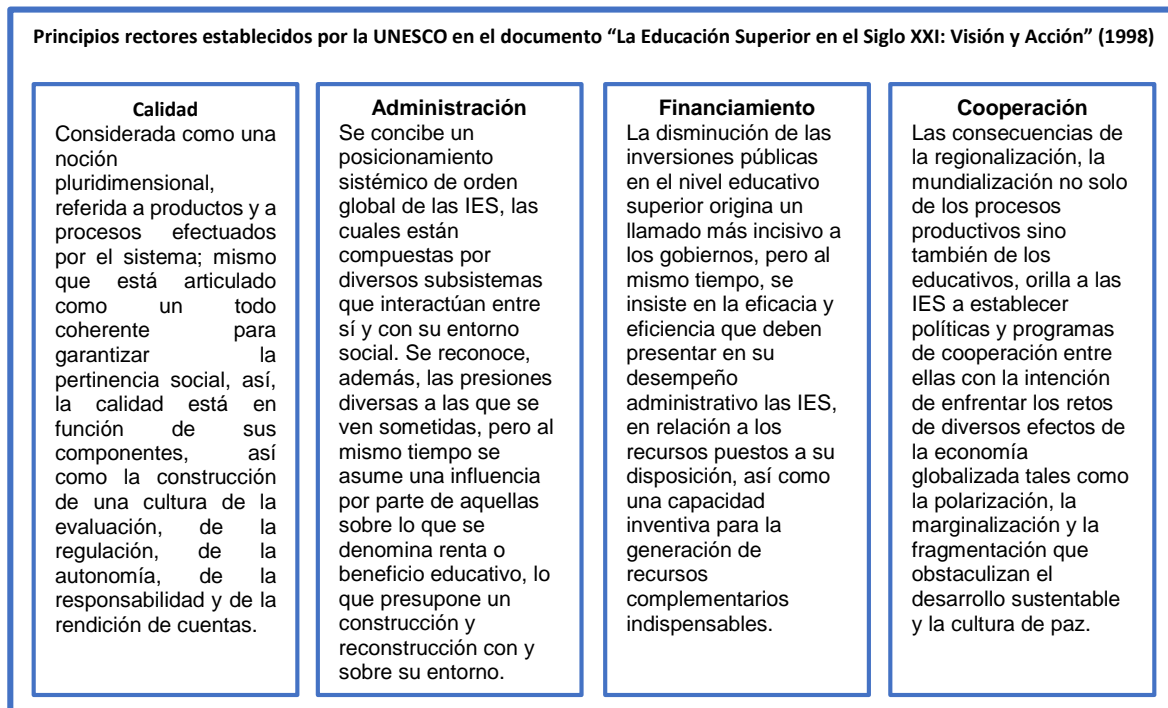 Principios rectores establecidos por la UNESCO en el documento “La Educación Superior en el Siglo XXI: Visión y Acción” (1998)
Calidad
Considerada como una
noción
pluridimensional,
referida a productos y a
procesos efectuados
por el sistema; mismo
que está articulado
como un todo
coherente para
garantizar la
pertinencia social, así,
la calidad está en
función de sus
componentes, así
como la construcción
de una cultura de la
evaluación, de la
regulación, de la
autonomía, de la
responsabilidad y de la
rendición de cuentas.
Administración
Se concibe un
posicionamiento
sistémico de orden
global de las IES, las
cuales están
compuestas por
diversos subsistemas
que interactúan entre
sí y con su entorno
social. Se reconoce,
además, las presiones
diversas a las que se
ven sometidas, pero al
mismo tiempo se
asume una influencia
por parte de aquellas
sobre lo que se
denomina renta o
beneficio educativo, lo
que presupone un
construcción y
reconstrucción con y
sobre su entorno.
Financiamiento
La disminución de las
inversiones públicas
en el nivel educativo
superior origina un
llamado más incisivo a
los gobiernos, pero al
mismo tiempo, se
insiste en la eficacia y
eficiencia que deben
presentar en su
desempeño
administrativo las IES,
en relación a los
recursos puestos a su
disposición, así como
una capacidad
inventiva para la
generación de
recursos
complementarios
indispensables.
Cooperación
Las consecuencias de
la regionalización, la
mundialización no solo
de los procesos
productivos sino
también de los
educativos, orilla a las
IES a establecer
políticas y programas
de cooperación entre
ellas con la intención
de enfrentar los retos
de diversos efectos de
la economía
globalizada tales como
la polarización, la
marginalización y la
fragmentación que
obstaculizan el
desarrollo sustentable
y la cultura de paz.